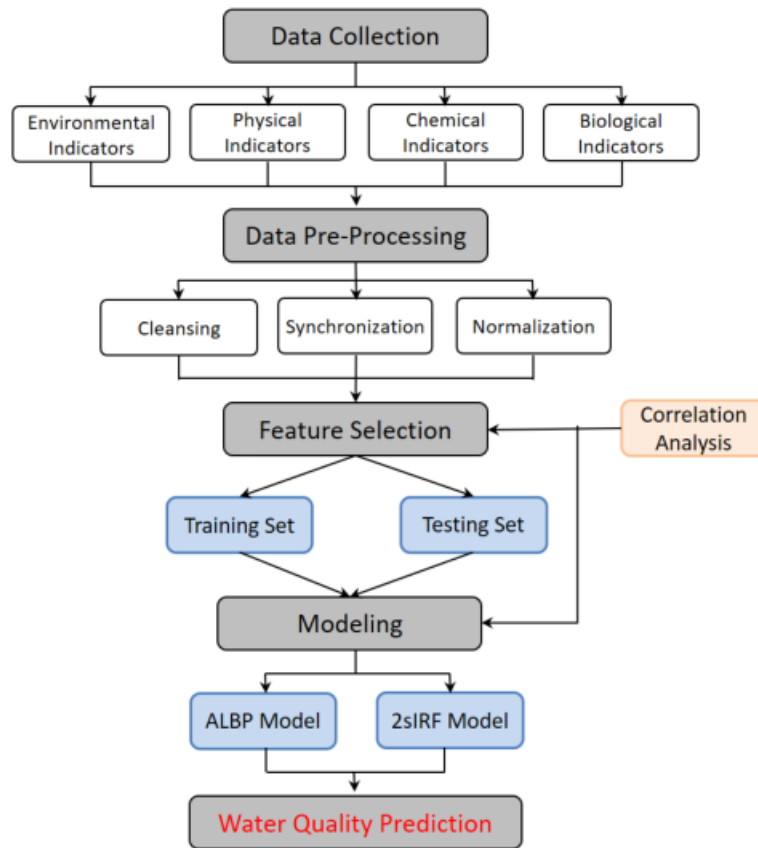 Data Collection
Environmental
Indicators
Physical
Indicators
Chemical
Indicators
Biological
Indicators
Data Pre-Processing
Cleansing
Synchronization
Normalization
Feature Selection
Correlation
Analysis
Training Set
Testing Set
Modeling
ALBP Model
2sIRF Model
Water Quality Prediction